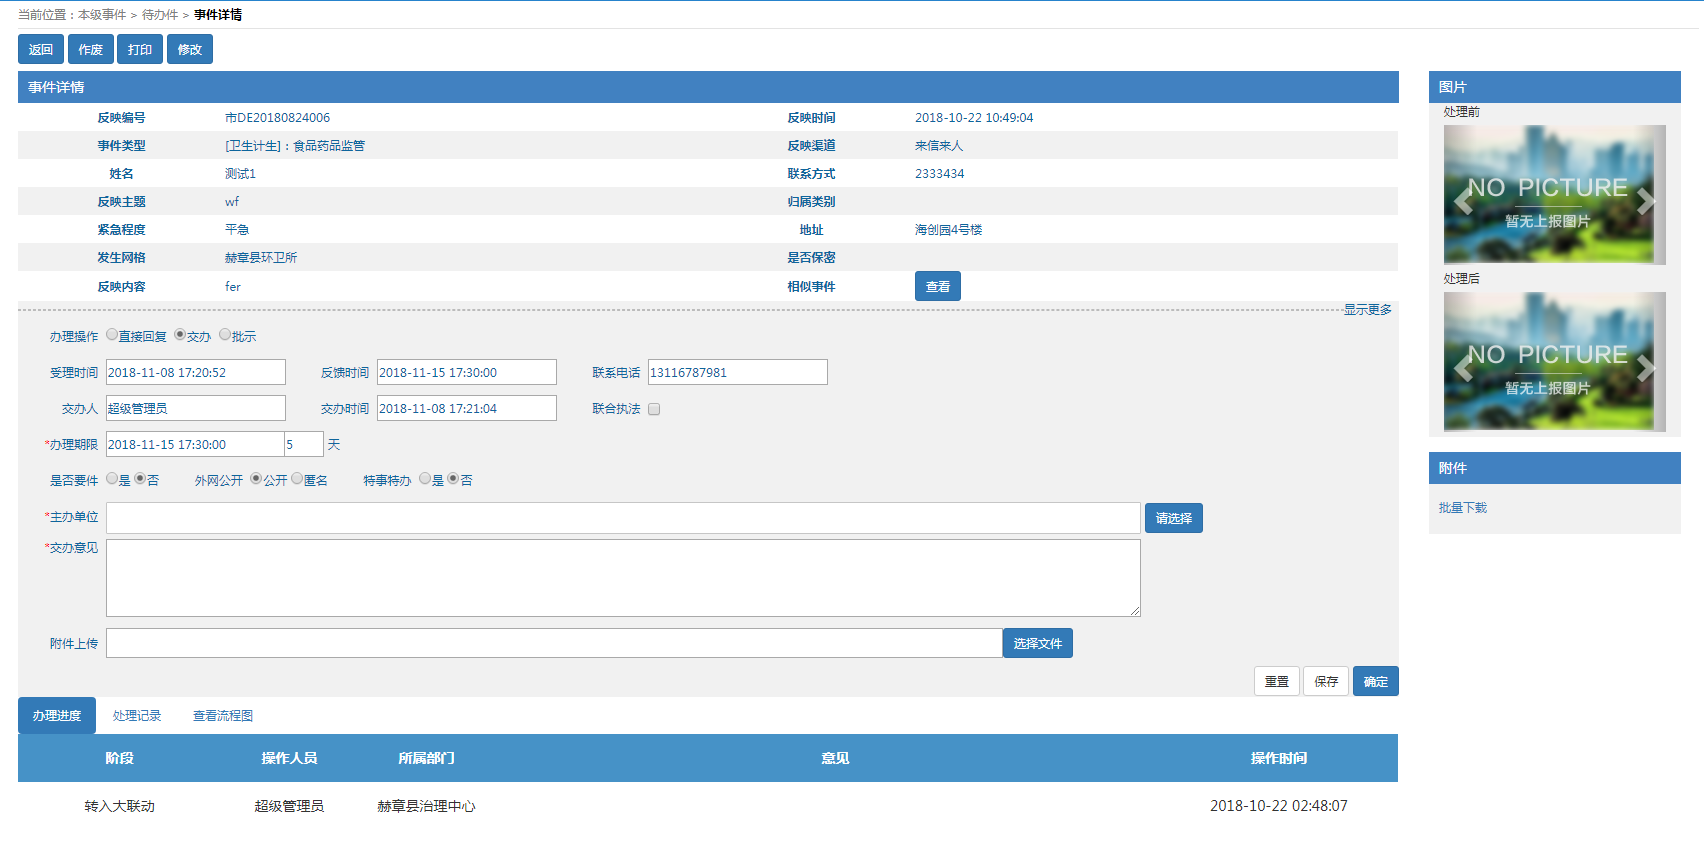 当前位置：本级事件 > 待办件 > 事件详情
返回 作废 打印 修改
事件详情
反映编号 市DE20180824006 反映时间 2018-10-22 10:49:04
事件类型 [卫生计生]：食品药品监管 反映渠道 来信来人
姓名 测试1 联系方式 2333434
反映主题 wf 归属类别
紧急程度 平急 地址 海创园4号楼
发生网格 赫章县环卫所 是否保密
反映内容 fer 相似事件 查看
显示更多
办理操作 直接回复 交办 批示
受理时间 2018-11-08 17:20:52 反馈时间 2018-11-15 17:30:00 联系电话 13116787981
交办人 超级管理员 交办时间 2018-11-08 17:21:04 联合执法
*办理期限 2018-11-15 17:30:00 5 天
是否要件 是 否 外网公开 公开 匿名 特事特办 是 否
*主办单位 请选择
*交办意见
附件上传 选择文件
重置 保存 确定
办理进度 处理记录 查看流程图
阶段 操作人员 所属部门 意见 操作时间
转入大联动 超级管理员 赫章县治理中心 2018-10-22 02:48:07
图片
处理前
NO PICTURE
暂无上报图片
处理后
NO PICTURE
暂无上报图片
附件
批量下载